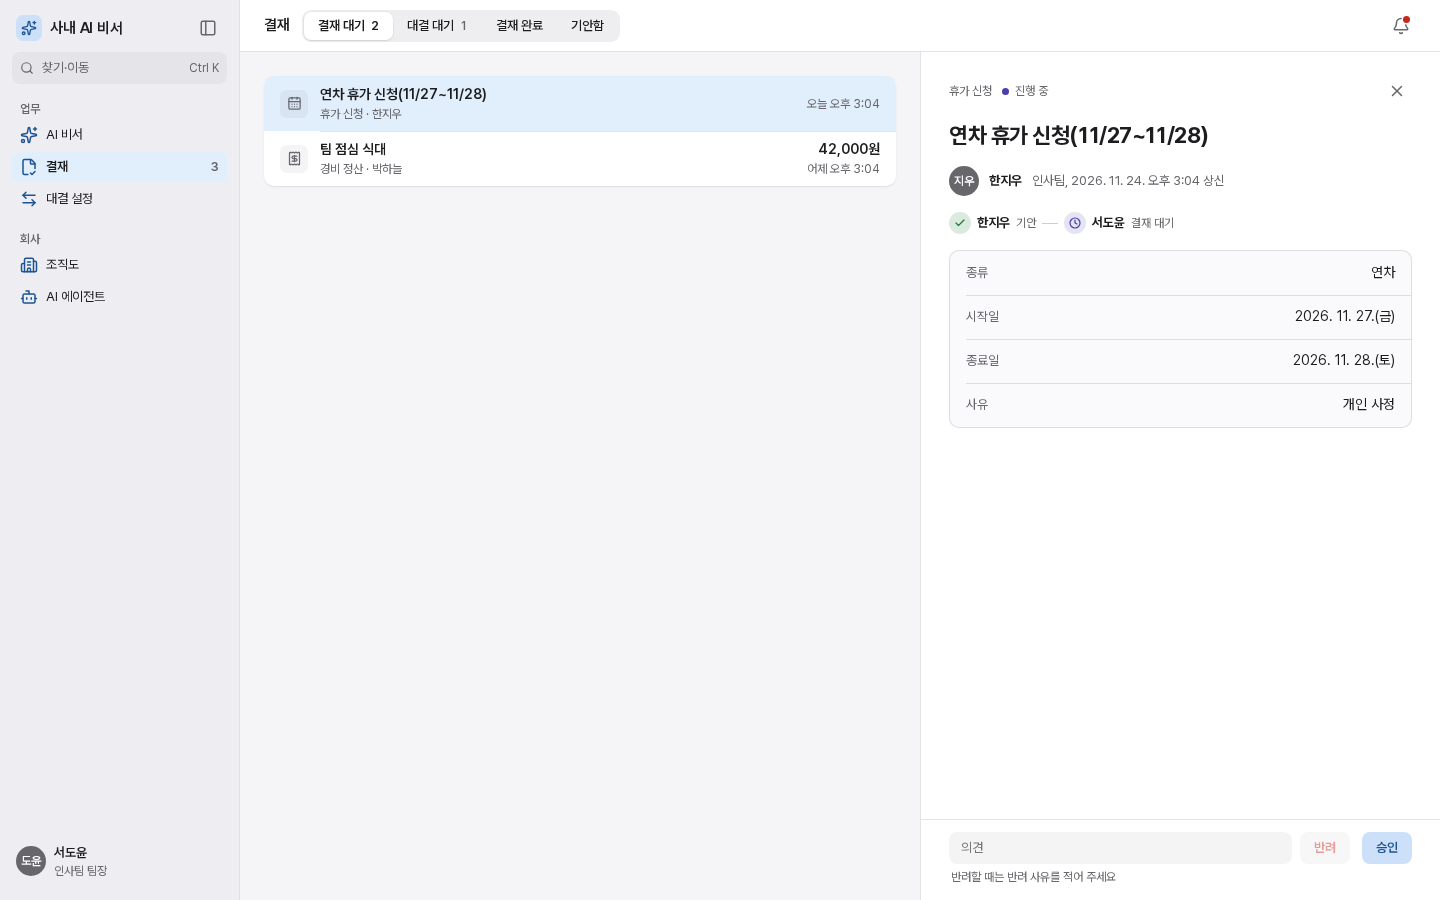 사내 AI 비서
찾기·이동 Ctrl K
업무
AI 비서
결재 3
대결 설정
회사
조직도
AI 에이전트
도윤 서도윤
인사팀 팀장
결재 결재 대기 2 대결 대기 1 결재 완료 기안함
연차 휴가 신청(11/27~11/28)
휴가 신청 · 한지우 오늘 오후 3:04
팀 점심 식대 42,000원
경비 정산 · 박하늘 어제 오후 3:04
휴가 신청 진행 중
연차 휴가 신청(11/27~11/28)
지우 한지우 인사팀, 2026. 11. 24. 오후 3:04 상신
한지우 기안 서도윤 결재 대기
종류 연차
시작일 2026. 11. 27.(금)
종료일 2026. 11. 28.(토)
사유 개인 사정
의견 반려 승인
반려할 때는 반려 사유를 적어 주세요